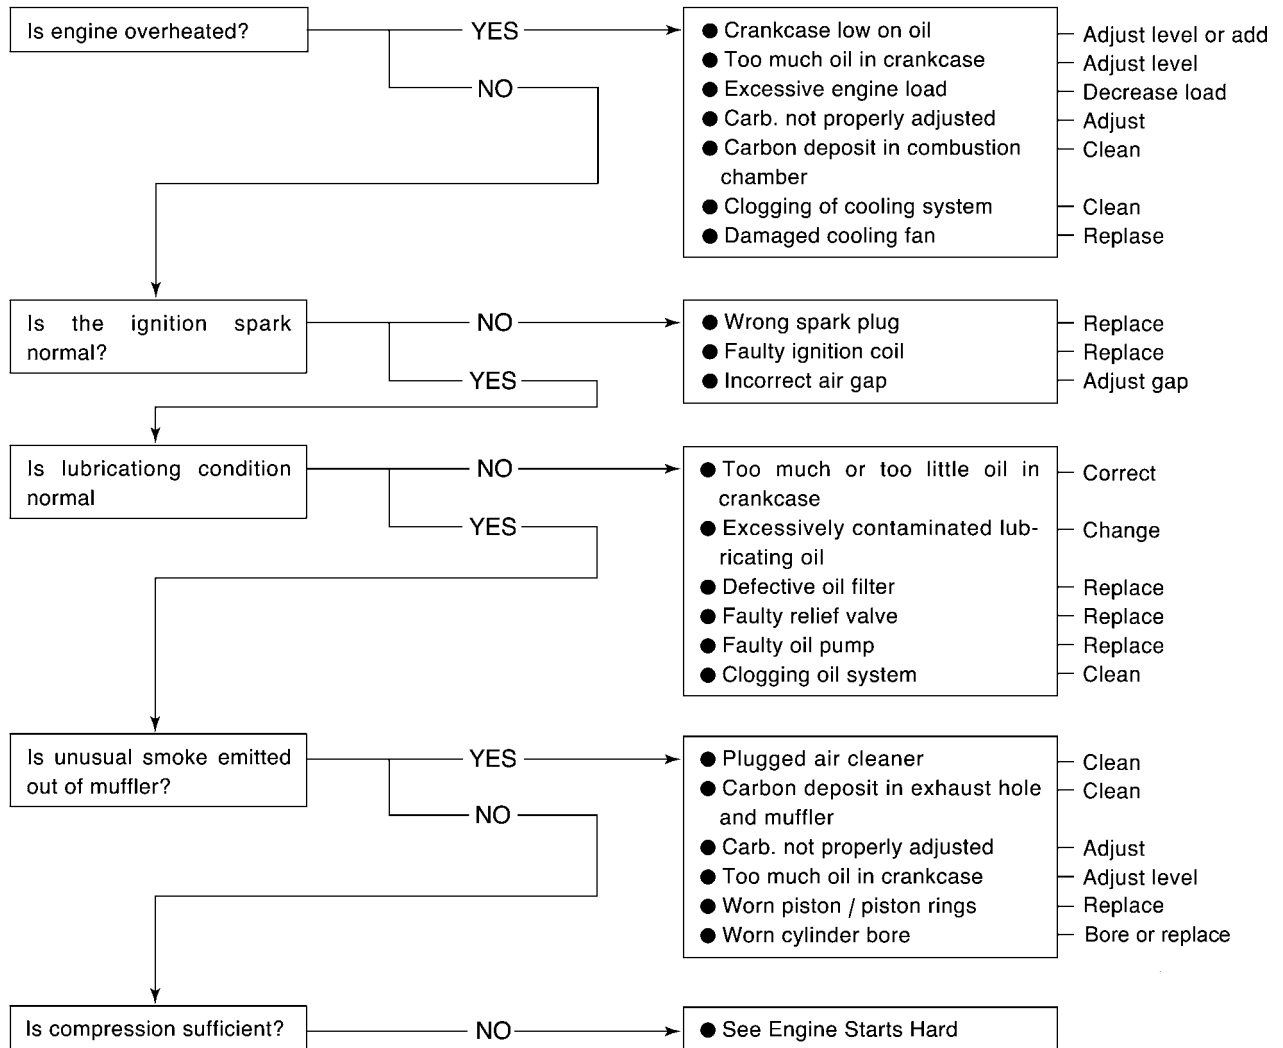 Is engine overheated?
YES
NO
● Crankcase low on oil
● Too much oil in crankcase
● Excessive engine load
● Carb. not properly adjusted
● Carbon deposit in combustion
chamber
● Clogging of cooling system
● Damaged cooling fan
Adjust level or add
Adjust level
Decrease load
Adjust
Clean
Clean
Replase
Is the ignition spark
normal?
NO
YES
● Wrong spark plug
● Faulty ignition coil
● Incorrect air gap
Replace
Replace
Adjust gap
Is lubricationg condition
normal
NO
YES
● Too much or too little oil in
crankcase
● Excessively contaminated lub-
ricating oil
● Defective oil filter
● Faulty relief valve
● Faulty oil pump
● Clogging oil system
Correct
Change
Replace
Replace
Replace
Clean
Is unusual smoke emitted
out of muffler?
YES
NO
● Plugged air cleaner
● Carbon deposit in exhaust hole
and muffler
● Carb. not properly adjusted
● Too much oil in crankcase
● Worn piston / piston rings
● Worn cylinder bore
Clean
Clean
Adjust
Adjust level
Replace
Bore or replace
Is compression sufficient?
NO
● See Engine Starts Hard